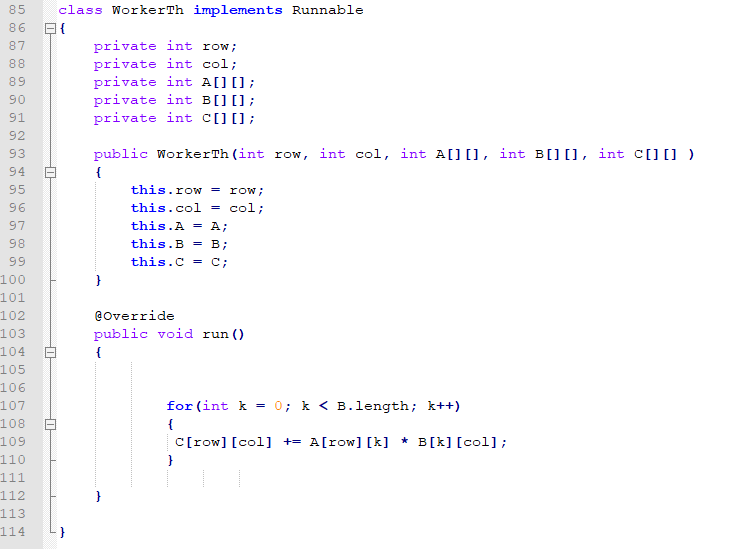 85 class WorkerTh implements Runnable
86 {
87 private int row;
88 private int col;
89 private int A[][];
90 private int B[][];
91 private int C[][];
92
93 public WorkerTh(int row, int col, int A[][], int B[][], int C[][] )
94 {
95 this.row = row;
96 this.col = col;
97 this.A = A;
98 this.B = B;
99 this.C = C;
100 }
101
102 @Override
103 public void run()
104 {
105
106
107 for(int k = 0; k < B.length; k++)
108 {
109 C[row][col] += A[row][k] * B[k][col];
110 }
111
112 }
113
114 }